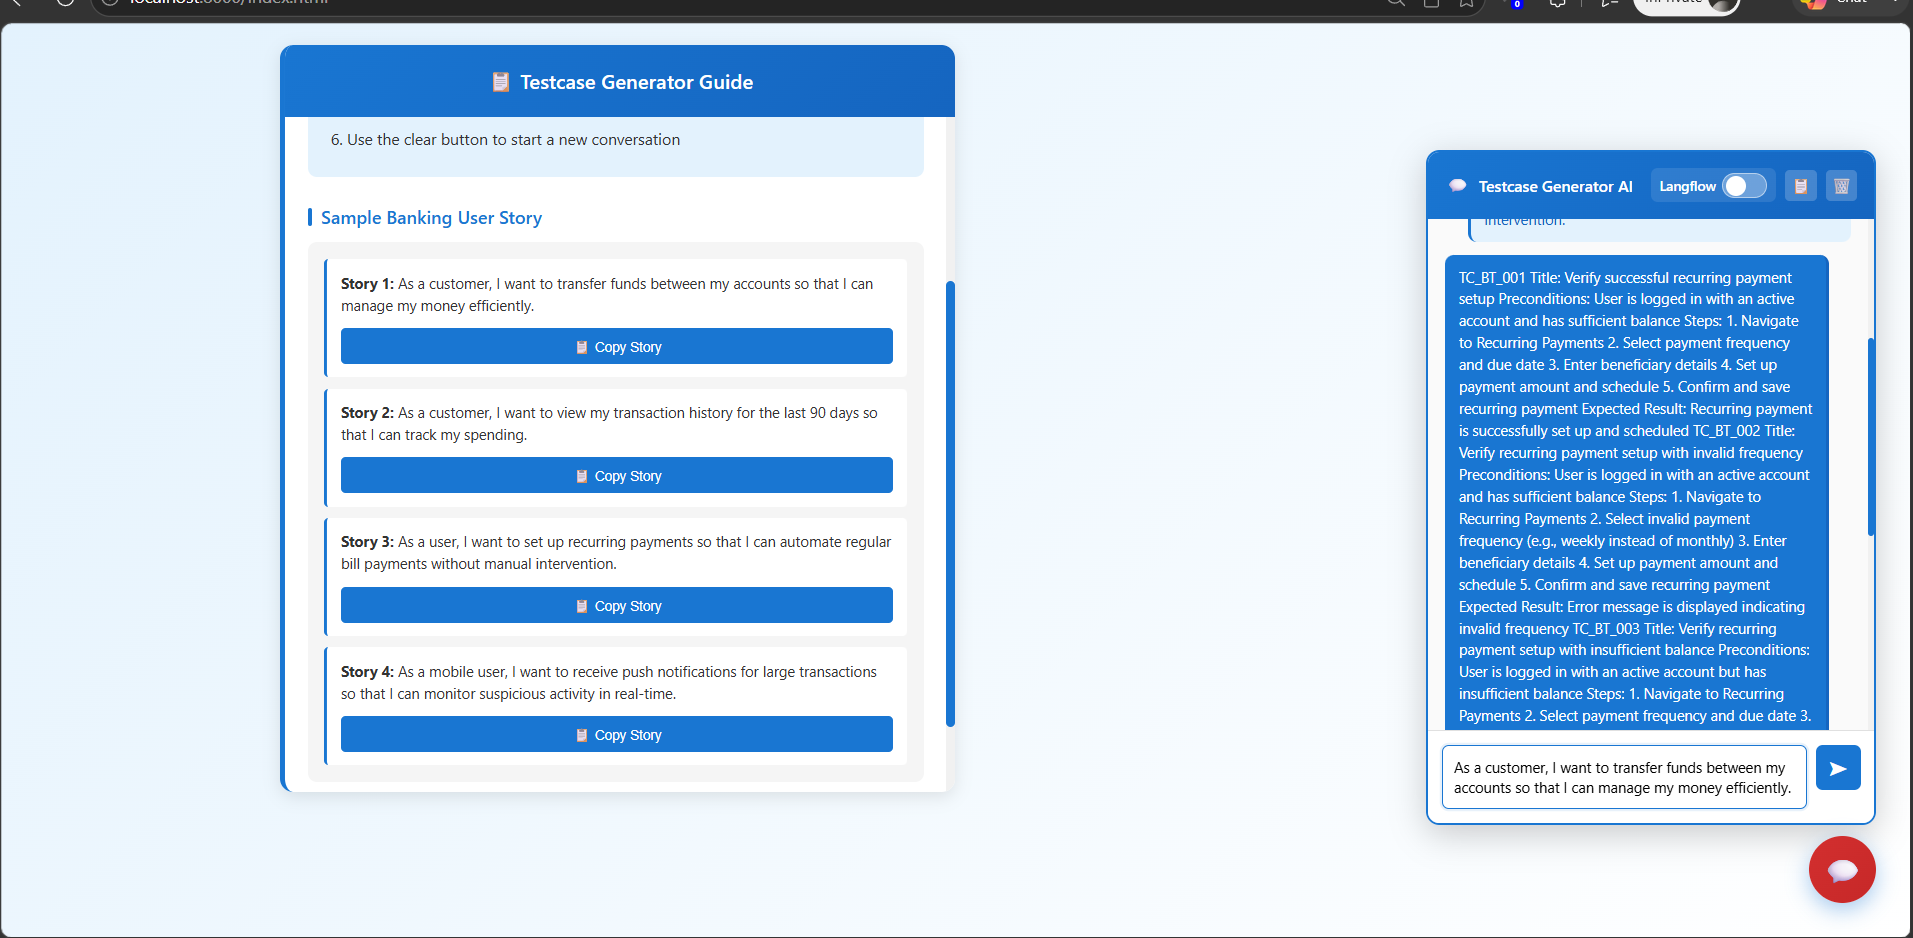 localhost:8000/index.html
0
InPrivate
Chat
Testcase Generator Guide
6. Use the clear button to start a new conversation
Sample Banking User Story
Story 1: As a customer, I want to transfer funds between my accounts so that I can
manage my money efficiently.
Copy Story
Story 2: As a customer, I want to view my transaction history for the last 90 days so
that I can track my spending.
Copy Story
Story 3: As a user, I want to set up recurring payments so that I can automate regular
bill payments without manual intervention.
Copy Story
Story 4: As a mobile user, I want to receive push notifications for large transactions
so that I can monitor suspicious activity in real-time.
Copy Story
Testcase Generator AI
Langflow
intervention.
TC_BT_001 Title: Verify successful recurring payment
setup Preconditions: User is logged in with an active
account and has sufficient balance Steps: 1. Navigate
to Recurring Payments 2. Select payment frequency
and due date 3. Enter beneficiary details 4. Set up
payment amount and schedule 5. Confirm and save
recurring payment Expected Result: Recurring payment
is successfully set up and scheduled TC_BT_002 Title:
Verify recurring payment setup with invalid frequency
Preconditions: User is logged in with an active account
and has sufficient balance Steps: 1. Navigate to
Recurring Payments 2. Select invalid payment
frequency (e.g., weekly instead of monthly) 3. Enter
beneficiary details 4. Set up payment amount and
schedule 5. Confirm and save recurring payment
Expected Result: Error message is displayed indicating
invalid frequency TC_BT_003 Title: Verify recurring
payment setup with insufficient balance Preconditions:
User is logged in with an active account but has
insufficient balance Steps: 1. Navigate to Recurring
Payments 2. Select payment frequency and due date 3.
As a customer, I want to transfer funds between my
accounts so that I can manage my money efficiently.